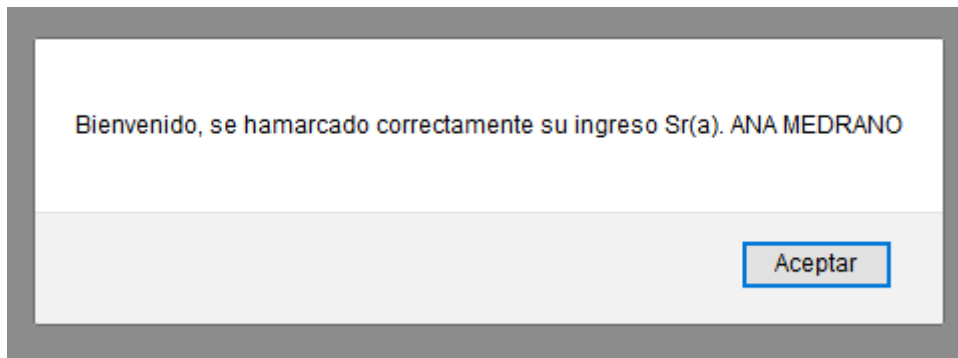 Bienvenido, se hamarcado correctamente su ingreso Sr(a). ANA MEDRANO
Aceptar